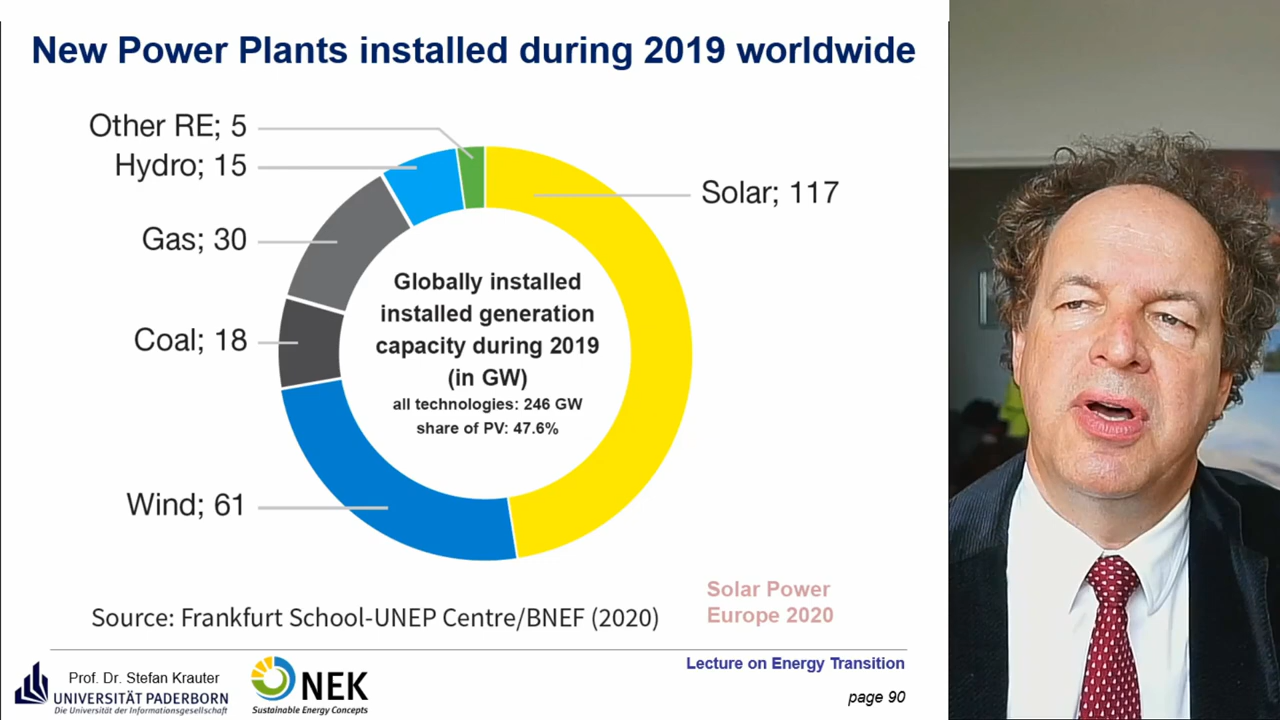 New Power Plants installed during 2019 worldwide
Other RE; 5
Hydro; 15
Gas; 30
Coal; 18
Wind; 61
Solar; 117
Globally installed
installed generation
capacity during 2019
(in GW)
all technologies: 246 GW
share of PV: 47.6%
Source: Frankfurt School-UNEP Centre/BNEF (2020)
Solar Power
Europe 2020
Prof. Dr. Stefan Krauter
UNIVERSITÄT PADERBORN
Die Universität der Informationsgesellschaft
NEK
Sustainable Energy Concepts
Lecture on Energy Transition
page 90